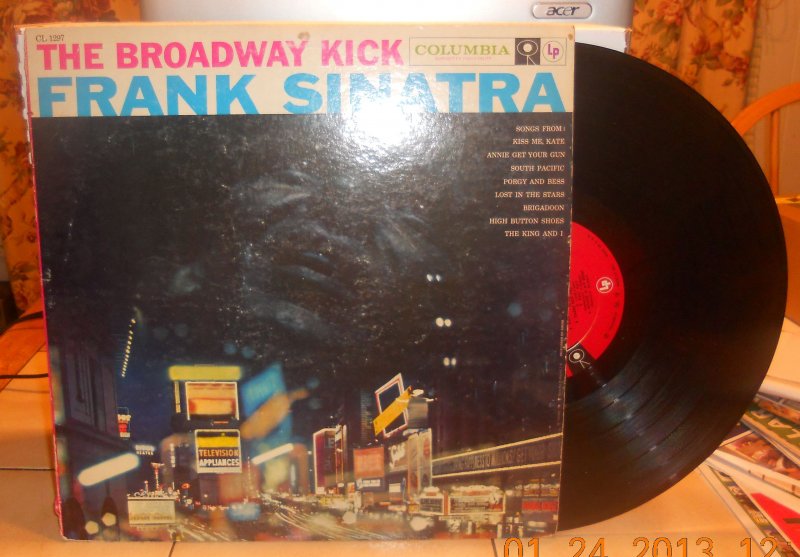 acer
CL 1297
THE BROADWAY KICK
COLUMBIA
Lp
FRANK SINATRA
SONGS FROM:
KISS ME, KATE
ANNIE GET YOUR GUN
SOUTH PACIFIC
PORGY AND BESS
LOST IN THE STARS
BRIGADOON
HIGH BUTTON SHOES
THE KING AND I
TELEVISION
APPLIANCES
01 24 2013